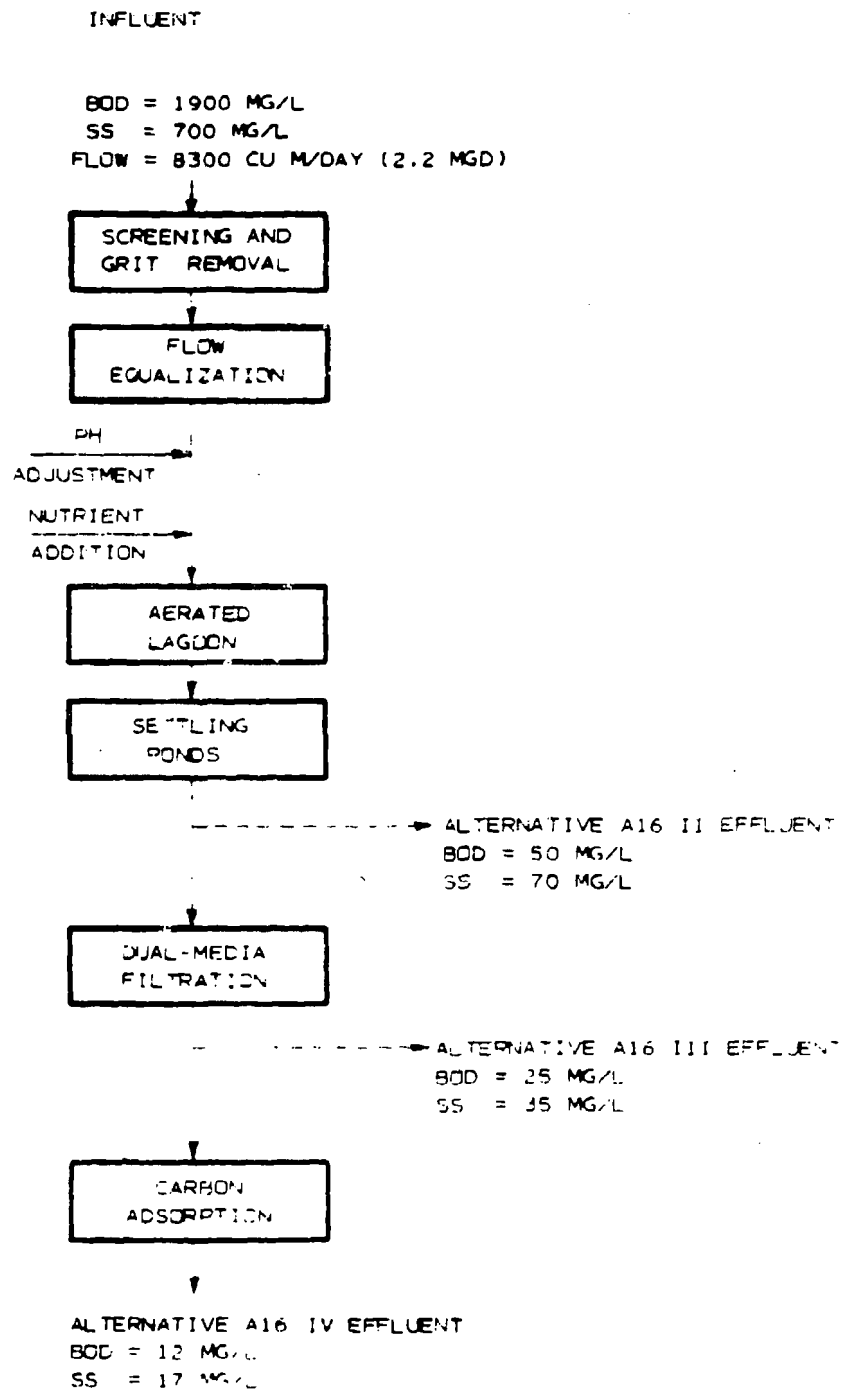 INFLUENT
BOD = 1900 MG/L
SS = 700 MG/L
FLOW = 8300 CU M/DAY (2.2 MGD)
SCREENING AND
GRIT REMOVAL
FLOW
EQUALIZATION
PH
ADJUSTMENT
NUTRIENT
ADDITION
AERATED
LAGOON
SETTLING
PONDS
ALTERNATIVE A16 II EFFLUENT
BOD = 50 MG/L
SS = 70 MG/L
DUAL-MEDIA
FILTRATION
ALTERNATIVE A16 III EFFLUENT
BOD = 25 MG/L
SS = 35 MG/L
CARBON
ADSORPTION
ALTERNATIVE A16 IV EFFLUENT
BOD = 12 MG/L
SS = 17 MG/L